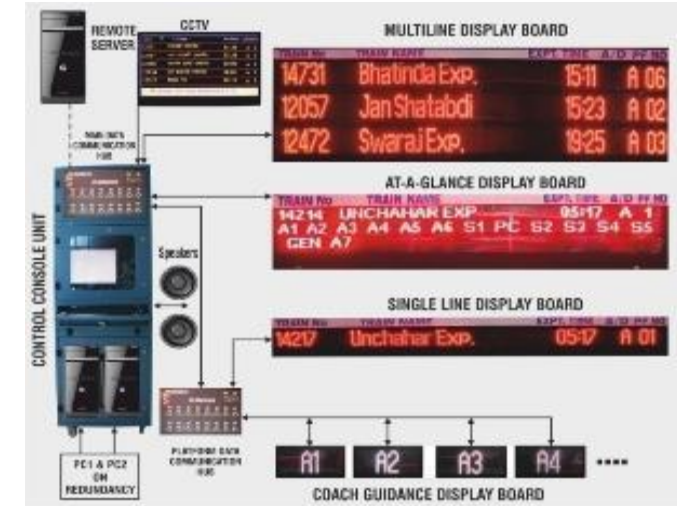 REMOTE
SERVER
CCTV
MULTILINE DISPLAY BOARD
TRAIN No TRAIN NAME EXPT. TIME A/D PF NO
14731 Bhatinda Exp. 15:11 A 06
12057 Jan Shatabdi 15:23 A 02
12472 Swaraj Exp. 19:25 A 03
MAIN DATA
COMMUNICATION
HUB
AT-A-GLANCE DISPLAY BOARD
TRAIN No TRAIN NAME EXPT. TIME A/D PF NO
14214 UNCHAHAR EXP 05:17 A 1
A1 A2 A3 A4 A5 A6 S1 PC S2 S3 S4 S5
GEN A7
CONTROL CONSOLE UNIT
Speakers
SINGLE LINE DISPLAY BOARD
TRAIN No TRAIN NAME EXPT. TIME A/D PF NO
14217 Unchahar Exp. 05:17 A 01
PLATFORM DATA
COMMUNICATION
HUB
A1 A2 A3 A4 ....
PC1 & PC2
ON
REDUNDANCY
COACH GUIDANCE DISPLAY BOARD